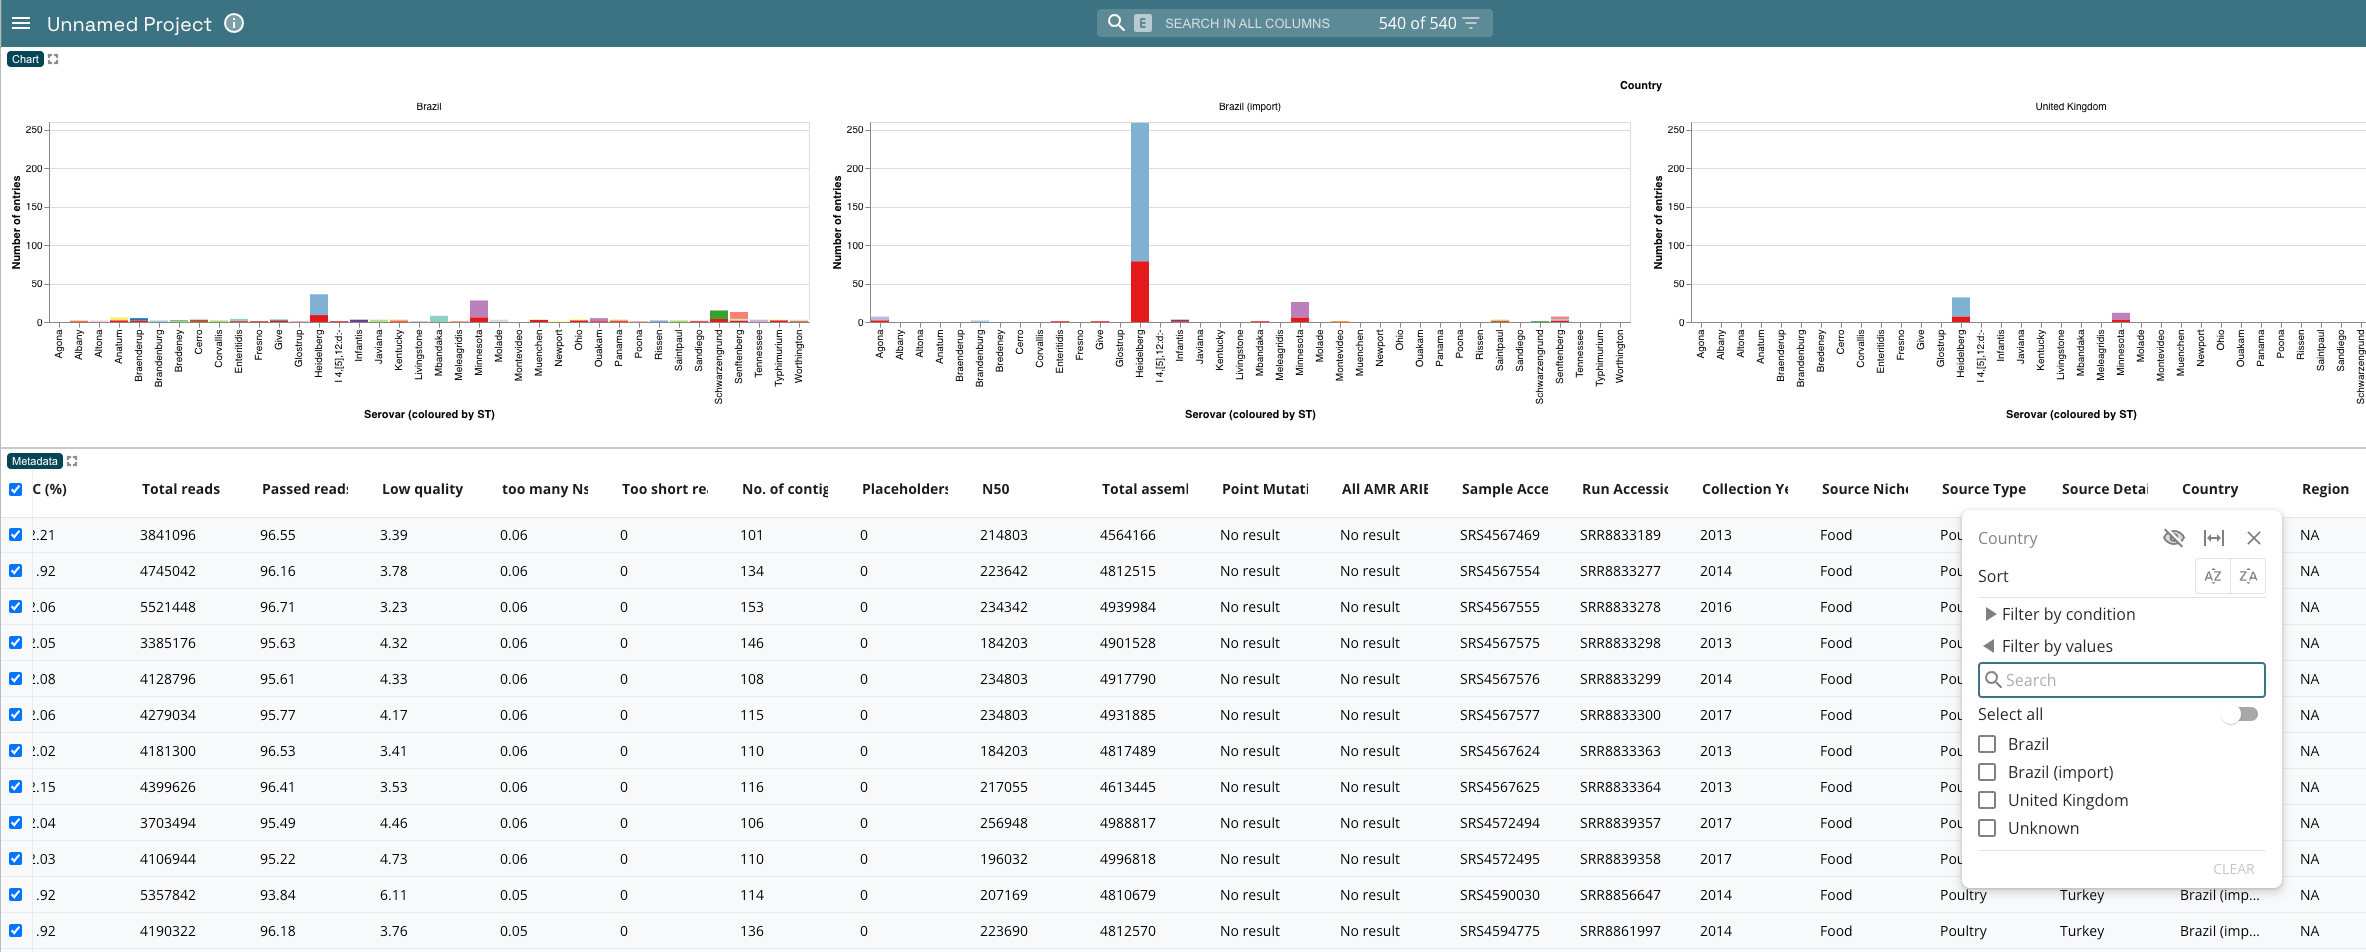 Unnamed Project
E SEARCH IN ALL COLUMNS 540 of 540
Chart
Country
Brazil
250
200
150
100
50
0
Number of entries
Agona
Albany
Altona
Anatum
Braenderup
Brandenburg
Bredeney
Cerro
Corvallis
Enteritidis
Fresno
Give
Glostrup
Heidelberg
I 4,[5],12:d:-
Infantis
Javiana
Kentucky
Livingstone
Mbandaka
Meleagridis
Minnesota
Molade
Montevideo
Muenchen
Newport
Ohio
Ouakam
Panama
Poona
Rissen
Saintpaul
Sandiego
Schwarzengrund
Senftenberg
Tennessee
Typhimurium
Worthington
Serovar (coloured by ST)
Brazil (import)
250
200
150
100
50
0
Number of entries
Agona
Albany
Altona
Anatum
Braenderup
Brandenburg
Bredeney
Cerro
Corvallis
Enteritidis
Fresno
Give
Glostrup
Heidelberg
I 4,[5],12:d:-
Infantis
Javiana
Kentucky
Livingstone
Mbandaka
Meleagridis
Minnesota
Molade
Montevideo
Muenchen
Newport
Ohio
Ouakam
Panama
Poona
Rissen
Saintpaul
Sandiego
Schwarzengrund
Senftenberg
Tennessee
Typhimurium
Worthington
Serovar (coloured by ST)
United Kingdom
250
200
150
100
50
0
Number of entries
Agona
Albany
Altona
Anatum
Braenderup
Brandenburg
Bredeney
Cerro
Corvallis
Enteritidis
Fresno
Give
Glostrup
Heidelberg
I 4,[5],12:d:-
Infantis
Javiana
Kentucky
Livingstone
Mbandaka
Meleagridis
Minnesota
Molade
Montevideo
Muenchen
Newport
Ohio
Ouakam
Panama
Poona
Rissen
Saintpaul
Sandiego
Schwarzengrund
Serovar (coloured by ST)
Metadata
C (%) Total reads Passed reads Low quality too many Ns Too short re No. of contig Placeholders N50 Total assembl Point Mutati All AMR ARIE Sample Acce Run Accessic Collection Ye Source Niche Source Type Source Detai Country Region
2.21 3841096 96.55 3.39 0.06 0 101 0 214803 4564166 No result No result SRS4567469 SRR8833189 2013 Food Pou NA
.92 4745042 96.16 3.78 0.06 0 134 0 223642 4812515 No result No result SRS4567554 SRR8833277 2014 Food Pou NA
2.06 5521448 96.71 3.23 0.06 0 153 0 234342 4939984 No result No result SRS4567555 SRR8833278 2016 Food Pou NA
2.05 3385176 95.63 4.32 0.06 0 146 0 184203 4901528 No result No result SRS4567575 SRR8833298 2013 Food Pou NA
2.08 4128796 95.61 4.33 0.06 0 108 0 234803 4917790 No result No result SRS4567576 SRR8833299 2014 Food Pou NA
2.06 4279034 95.77 4.17 0.06 0 115 0 234803 4931885 No result No result SRS4567577 SRR8833300 2017 Food Pou NA
2.02 4181300 96.53 3.41 0.06 0 110 0 184203 4817489 No result No result SRS4567624 SRR8833363 2013 Food Pou NA
2.15 4399626 96.41 3.53 0.06 0 116 0 217055 4613445 No result No result SRS4567625 SRR8833364 2013 Food Pou NA
2.04 3703494 95.49 4.46 0.06 0 106 0 256948 4988817 No result No result SRS4572494 SRR8839357 2017 Food Pou NA
2.03 4106944 95.22 4.73 0.06 0 110 0 196032 4996818 No result No result SRS4572495 SRR8839358 2017 Food Pou NA
.92 5357842 93.84 6.11 0.05 0 114 0 207169 4810679 No result No result SRS4590030 SRR8856647 2014 Food Poultry Turkey Brazil (imp... NA
.92 4190322 96.18 3.76 0.05 0 136 0 223690 4812570 No result No result SRS4594775 SRR8861997 2014 Food Poultry Turkey Brazil (imp... NA
Country
Sort AZ ZA
Filter by condition
Filter by values
Search
Select all
Brazil
Brazil (import)
United Kingdom
Unknown
CLEAR